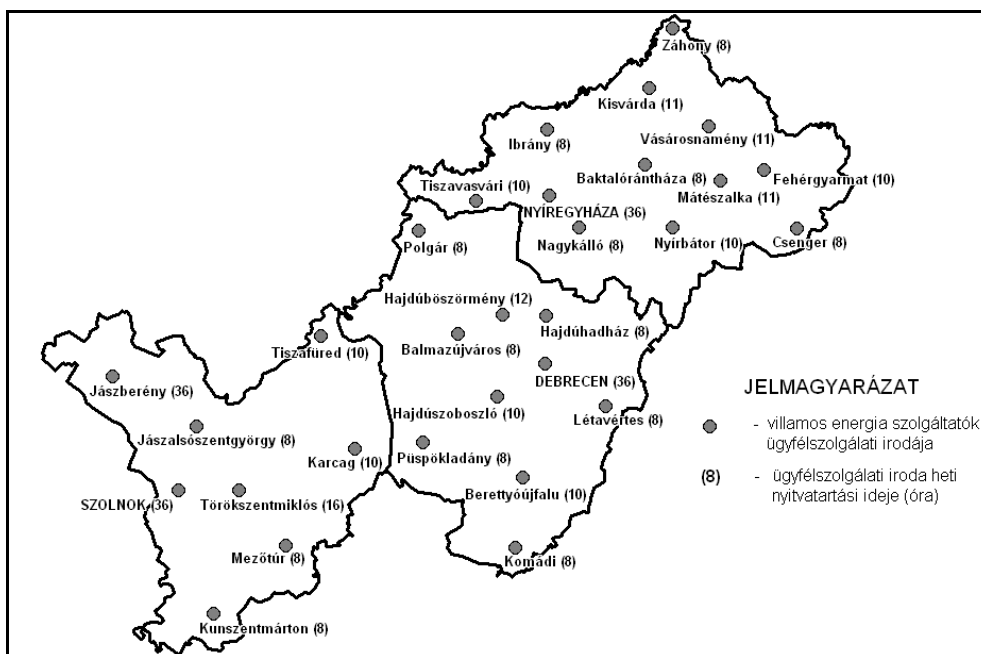 Záhony (8)
Kisvárda (11)
Ibrány (8)
Vásárosnamény (11)
Baktalórántháza (8)
Fehérgyarmat (10)
Tiszavasvári (10)
Mátészalka (11)
NYÍREGYHÁZA (36)
Polgár (8)
Nagykálló (8)
Nyírbátor (10)
Csenger (8)
Hajdúböszörmény (12)
Hajdúhadház (8)
Tiszafüred (10)
Balmazújváros (8)
DEBRECEN (36)
Jászberény (36)
JELMAGYARÁZAT
Hajdúszoboszló (10)
Létavértes (8)
- villamos energia szolgáltatók
ügyfélszolgálati irodája
Jászalsószentgyörgy (8)
Karcag (10)
Püspökladány (8)
(8) - ügyfélszolgálati iroda heti
nyitvatartási ideje (óra)
SZOLNOK (36)
Törökszentmiklós (16)
Berettyóújfalu (10)
Mezőtúr (8)
Komádi (8)
Kunszentmárton (8)